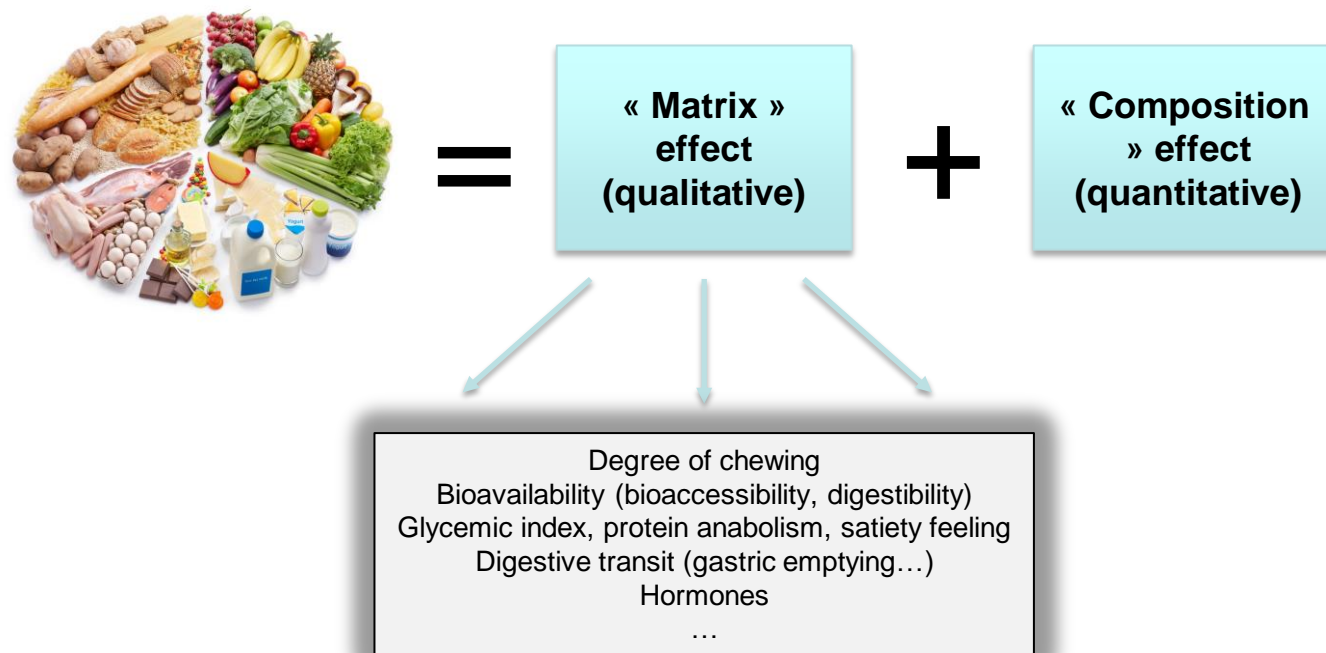 « Matrix »
effect
(qualitative)
« Composition
» effect
(quantitative)
=
+
Degree of chewing
Bioavailability (bioaccessibility, digestibility)
Glycemic index, protein anabolism, satiety feeling
Digestive transit (gastric emptying…)
Hormones
…
Yogurt